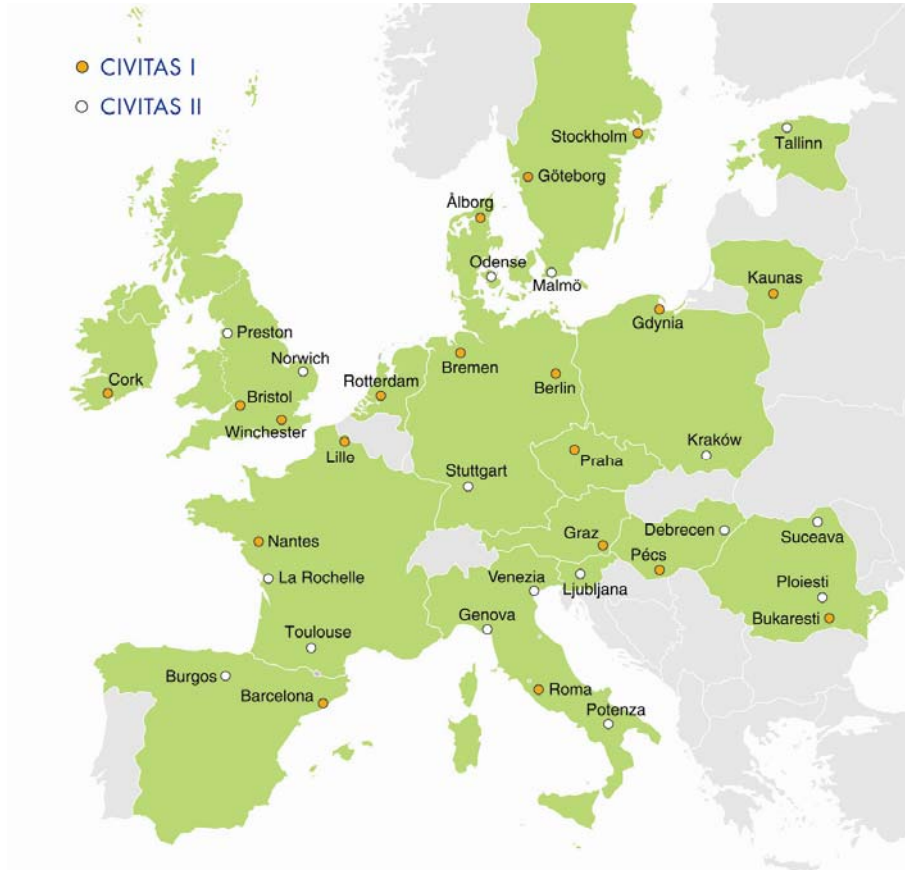 CIVITAS I
CIVITAS II
Stockholm
Tallinn
Göteborg
Ålborg
Odense
Malmö
Kaunas
Gdynia
Preston
Norwich
Bremen
Berlin
Cork
Rotterdam
Bristol
Winchester
Lille
Praha
Kraków
Stuttgart
Nantes
Graz
Debrecen
Suceava
Pécs
La Rochelle
Venezia
Ljubljana
Ploiesti
Genova
Bukaresti
Toulouse
Burgos
Barcelona
Roma
Potenza